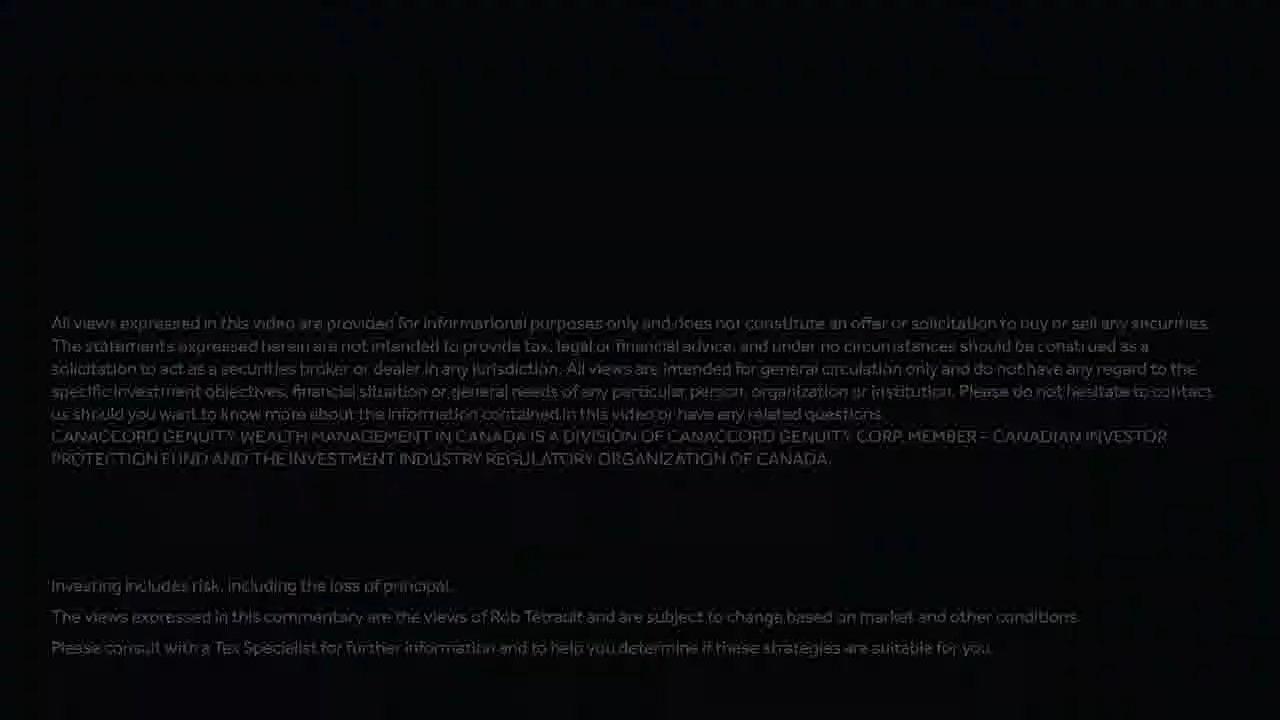 All views expressed in this video are provided for informational purposes only and does not constitute an offer or solicitation to buy or sell any securities.
The statements expressed herein are not intended to provide tax, legal or financial advice, and under no circumstances should be construed as a
solicitation to act as a securities broker or dealer in any jurisdiction. All views are intended for general circulation only and do not have any regard to the
specific investment objectives, financial situation or general needs of any particular person, organization or institution. Please do not hesitate to contact
us should you want to know more about the information contained in this video or have any related questions.
CANACCORD GENUITY WEALTH MANAGEMENT IN CANADA IS A DIVISION OF CANACCORD GENUITY CORP. MEMBER – CANADIAN INVESTOR
PROTECTION FUND AND THE INVESTMENT INDUSTRY REGULATORY ORGANIZATION OF CANADA.
Investing includes risk, including the loss of principal.
The views expressed in this commentary are the views of Rob Tetrault and are subject to change based on market and other conditions.
Please consult with a Tax Specialist for further information and to help you determine if these strategies are suitable for you.